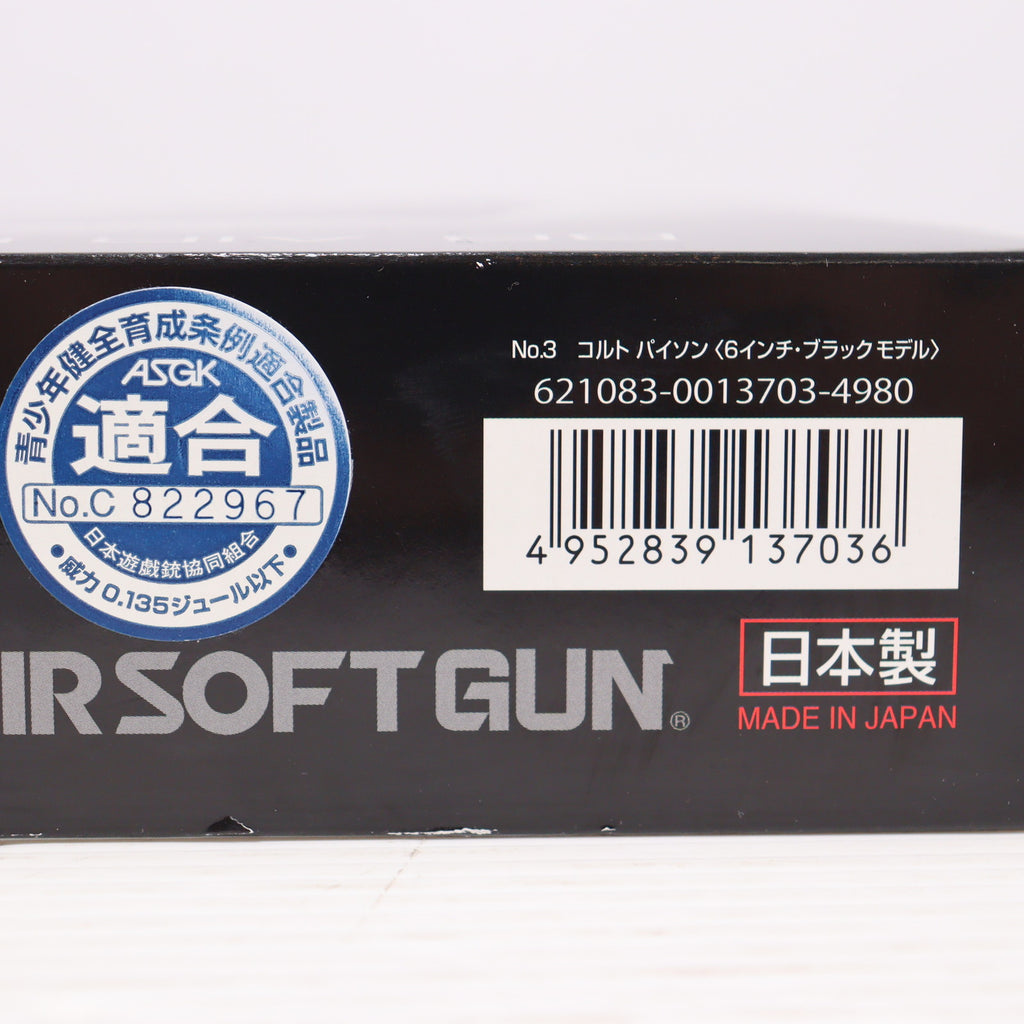 青少年健全育成条例適合製品
ASGK
適合
No.C 822967
日本遊戯銃協同組合
•威力 0.135ジュール以下•
No.3 コルト パイソン〈6インチ・ブラックモデル〉
621083-0013703-4980
4 952839 137036
IRSOFTGUN®
日本製
MADE IN JAPAN